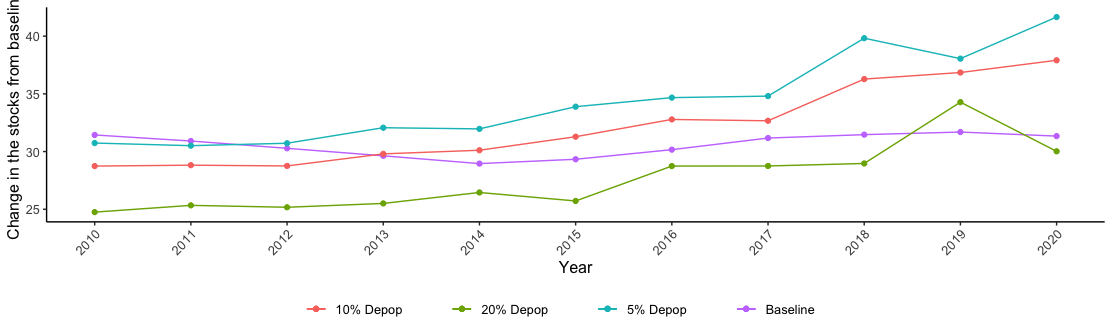 Change in the stocks from baselin
40
35
30
25
2010 2011 2012 2013 2014 2015 2016 2017 2018 2019 2020
Year
10% Depop 20% Depop 5% Depop Baseline